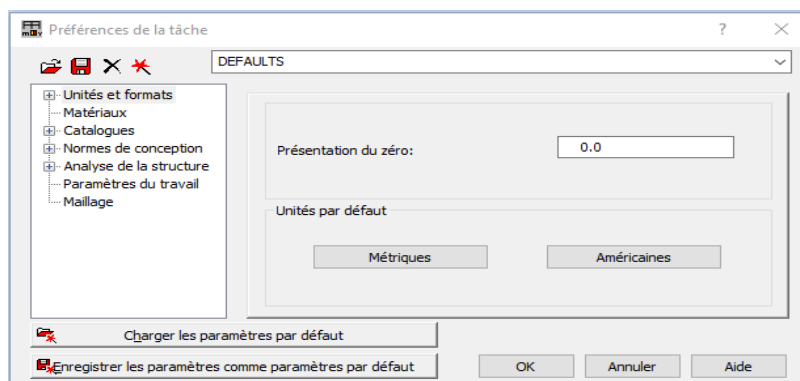 Préférences de la tâche
?
DEFAULTS
Unités et formats
Matériaux
Catalogues
Normes de conception
Analyse de la structure
Paramètres du travail
Maillage
Présentation du zéro:
0.0
Unités par défaut
Métriques
Américaines
Charger les paramètres par défaut
Enregistrer les paramètres comme paramètres par défaut
OK
Annuler
Aide